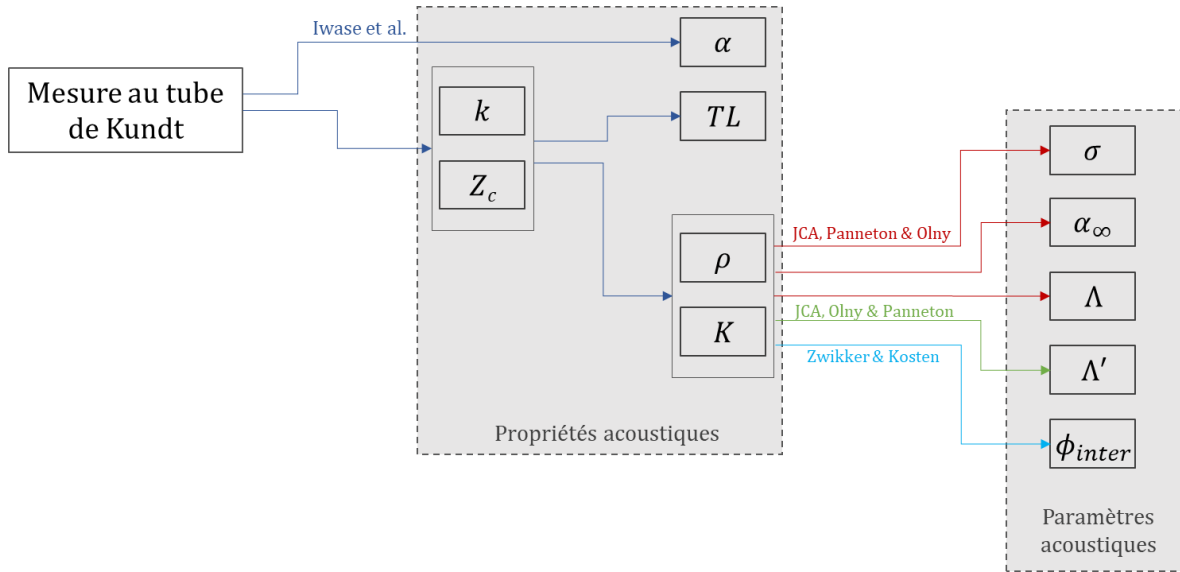 Iwase et al.
Mesure au tube
de Kundt
k
Z_c
α
TL
ρ
K
Propriétés acoustiques
JCA, Panneton & Olny
JCA, Olny & Panneton
Zwikker & Kosten
σ
α_∞
Λ
Λ′
ϕ_inter
Paramètres
acoustiques